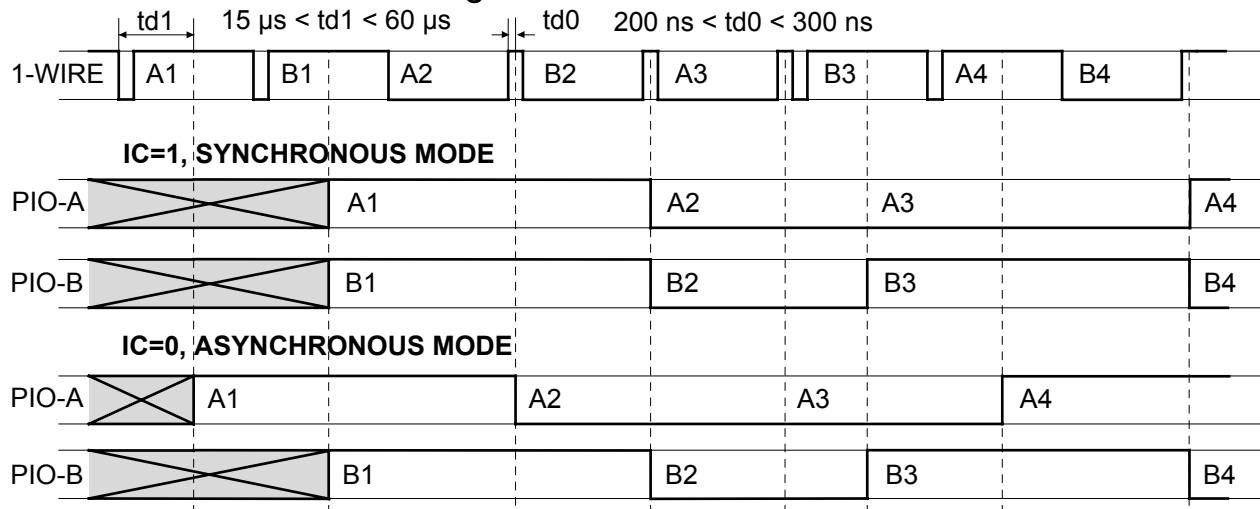 td1 15 µs < td1 < 60 µs td0 200 ns < td0 < 300 ns
1-WIRE A1 B1 A2 B2 A3 B3 A4 B4
IC=1, SYNCHRONOUS MODE
PIO-A A1 A2 A3 A4
PIO-B B1 B2 B3 B4
IC=0, ASYNCHRONOUS MODE
PIO-A A1 A2 A3 A4
PIO-B B1 B2 B3 B4